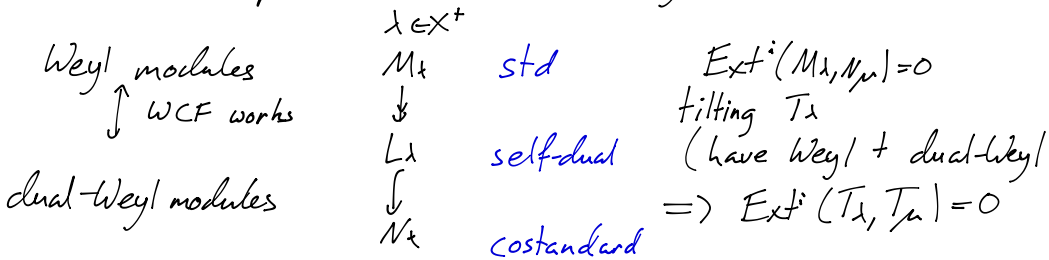 λ ∈ X⁺
Weyl modules M_λ std Ext^i(M_λ, N_μ) = 0
↕ WCF works ↓ tilting T_λ
L_λ self-dual (have Weyl + dual-Weyl
dual-Weyl modules => Ext^i(T_λ, T_μ) = 0
N_λ costandard